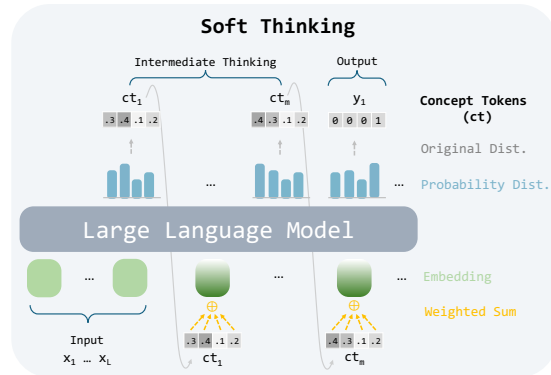 Soft Thinking
Intermediate Thinking
Output
ct1
ctm
y1
Concept Tokens
(ct)
.3 .4 .1 .2
.4 .3 .1 .2
0 0 0 1
Original Dist.
...
...
Probability Dist.
Large Language Model
...
...
...
Embedding
Weighted Sum
Input
x1 … xL
.3 .4 .1 .2
.4 .3 .1 .2
ct1
ctm